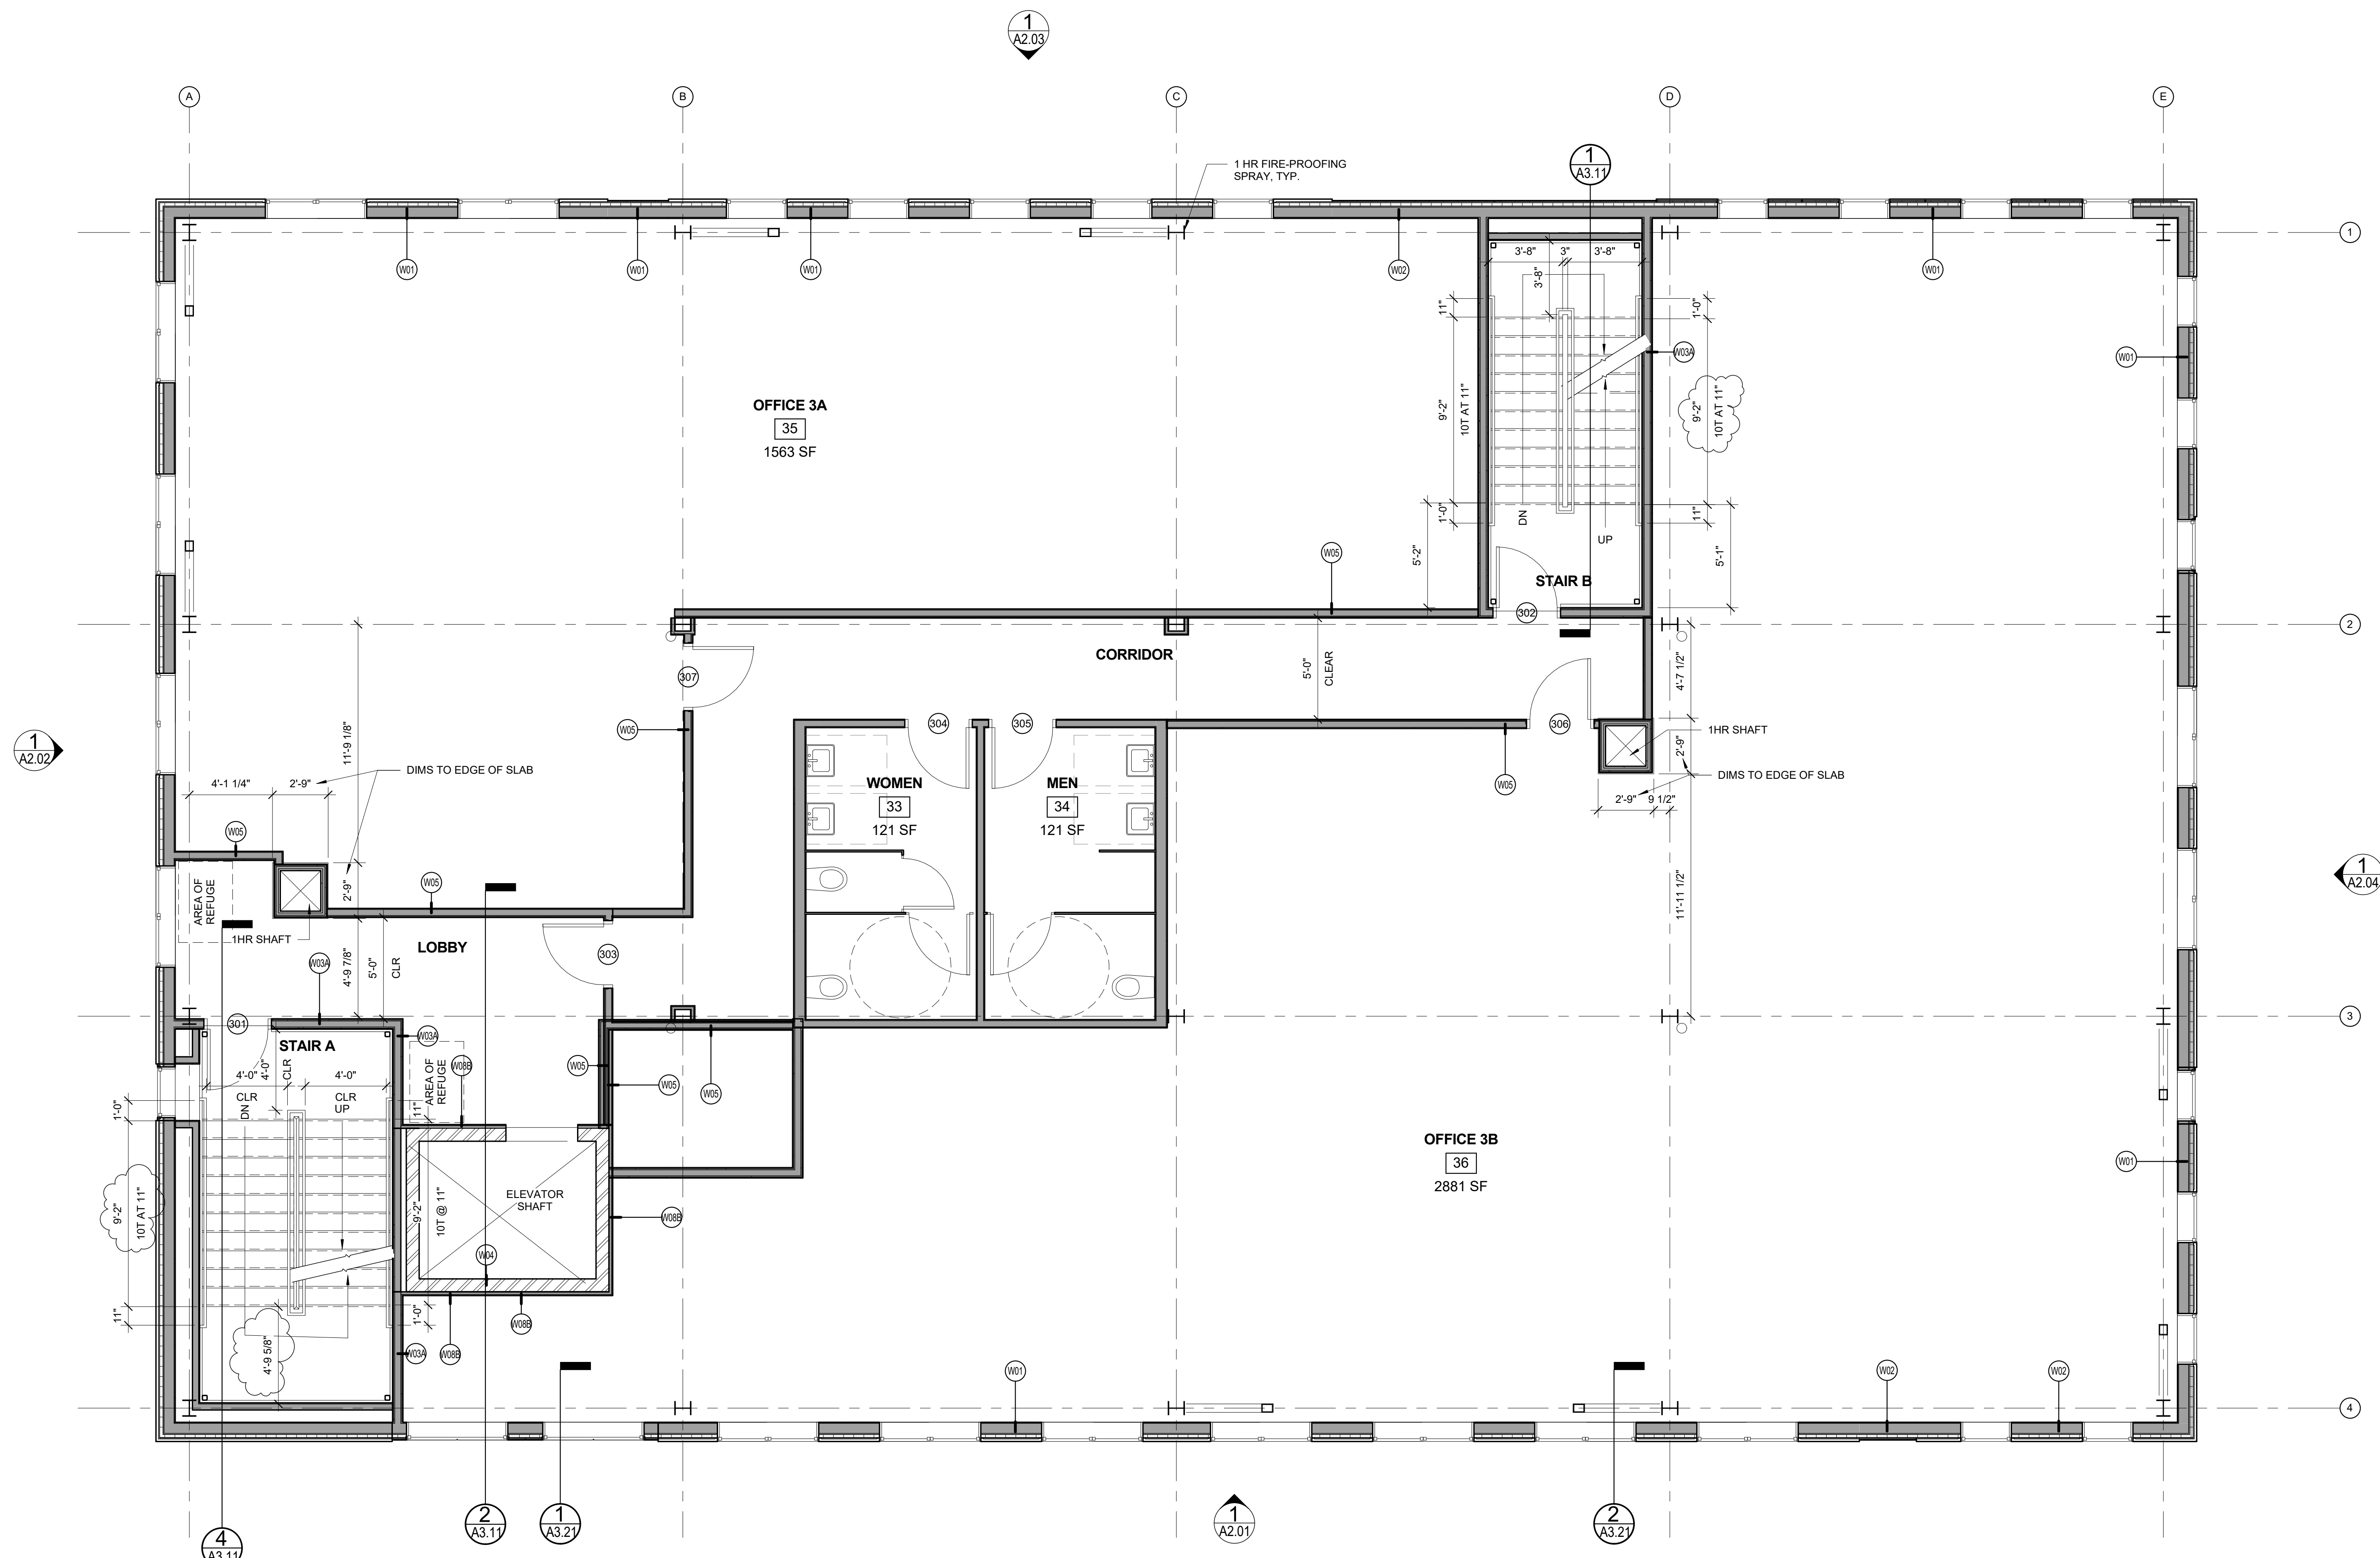 1
A2.03
A
B
C
D
E
1 HR FIRE-PROOFING
SPRAY, TYP.
1
A3.11
1
W01
W01
W01
W02
W01
3'-8"
3"
3'-8"
3'-8"
11"
9'-2"
10T AT 11"
1'-0"
5'-2"
1'-0"
W03A
9'-2"
10T AT 11"
11"
5'-1"
W01
OFFICE 3A
35
1563 SF
DN
UP
STAIR B
W05
302
2
CORRIDOR
5'-0"
CLEAR
307
4'-7 1/2"
W05
304
305
306
1HR SHAFT
2'-9"
DIMS TO EDGE OF SLAB
2'-9"
9 1/2"
W05
1
A2.02
11'-9 1/8"
DIMS TO EDGE OF SLAB
4'-1 1/4"
2'-9"
W05
2'-9"
WOMEN
33
121 SF
MEN
34
121 SF
1
A2.04
11'-11 1/2"
AREA OF
REFUGE
W05
1HR SHAFT
LOBBY
W03A
4'-9 7/8"
5'-0"
CLR
303
3
301
STAIR A
W03A
4'-0"
CLR
4'-0"
CLR
4'-0"
CLR
DN
UP
AREA OF
REFUGE
W08B
W05
W05
W05
1'-0"
9'-2"
10T AT 11"
11"
11"
9'-2"
10T @ 11"
1'-0"
ELEVATOR
SHAFT
W04
W08B
W08B
W08B
W03A
4'-9 5/8"
OFFICE 3B
36
2881 SF
W01
W01
W02
W02
4
4
A3.11
2
A3.11
1
A3.21
1
A2.01
2
A3.21